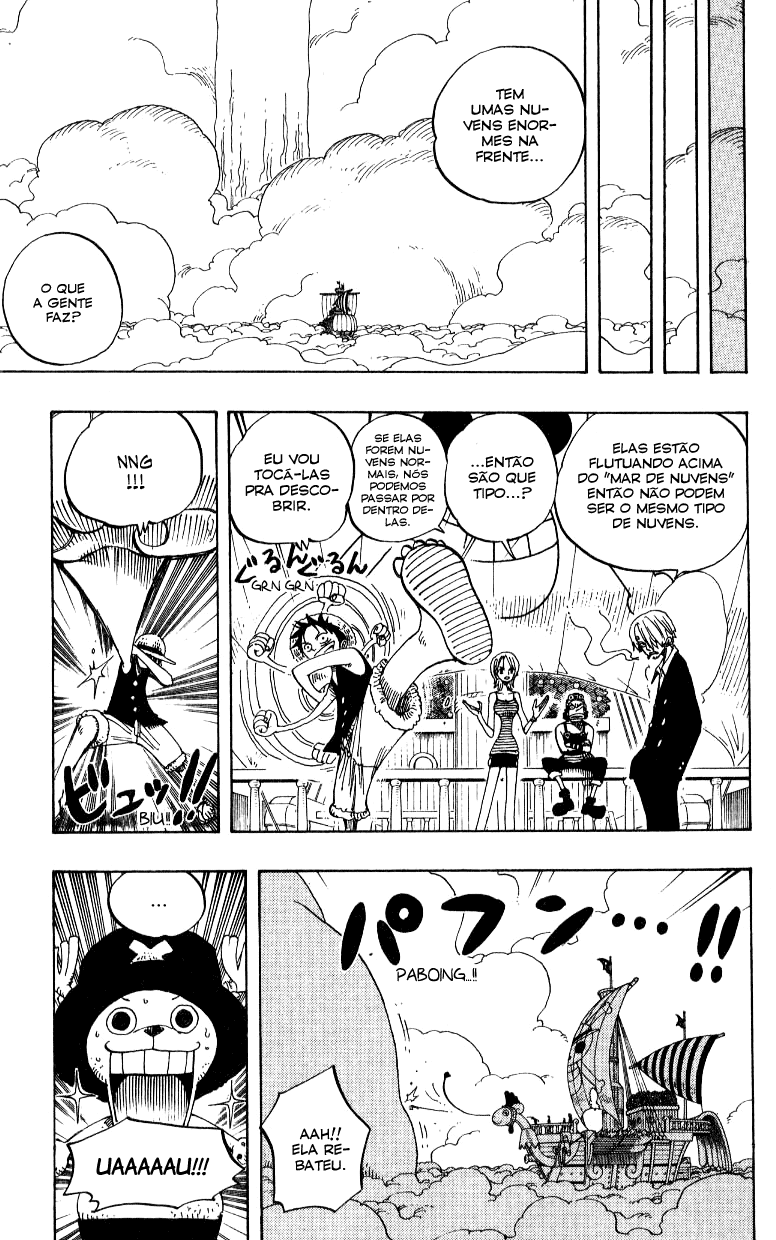 TEM
UMAS NU-
VENS ENOR-
MES NA
FRENTE...
O QUE
A GENTE
FAZ?
ELAS ESTÃO
FLUTUANDO ACIMA
DO "MAR DE NUVENS"
ENTÃO NÃO PODEM
SER O MESMO TIPO
DE NUVENS.
...ENTÃO
SÃO QUE
TIPO...?
SE ELAS
FOREM NU-
VENS NOR-
MAIS, NÓS
PODEMOS
PASSAR POR
DENTRO DE-
LAS.
EU VOU
TOCÁ-LAS
PRA DESCO-
BRIR.
ぐるんぐるん
GRN GRN
NNG
!!!
ビュッ!!
BIU!!
パフン...!!
PABOING...!!
AAH!!
ELA RE-
BATEU.
...
UAAAAAU!!!